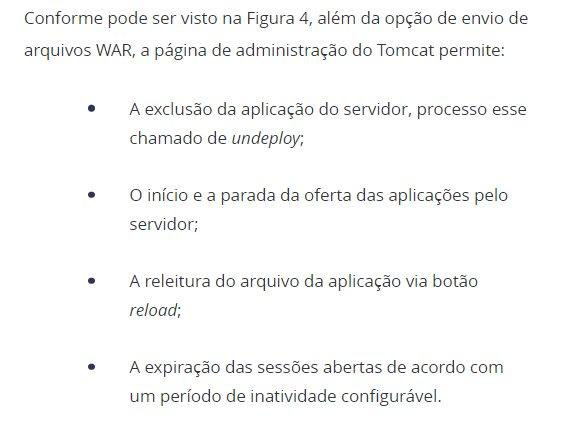 Conforme pode ser visto na Figura 4, além da opção de envio de
arquivos WAR, a página de administração do Tomcat permite:
• A exclusão da aplicação do servidor, processo esse
chamado de undeploy;
• O início e a parada da oferta das aplicações pelo
servidor;
• A releitura do arquivo da aplicação via botão
reload;
• A expiração das sessões abertas de acordo com
um período de inatividade configurável.